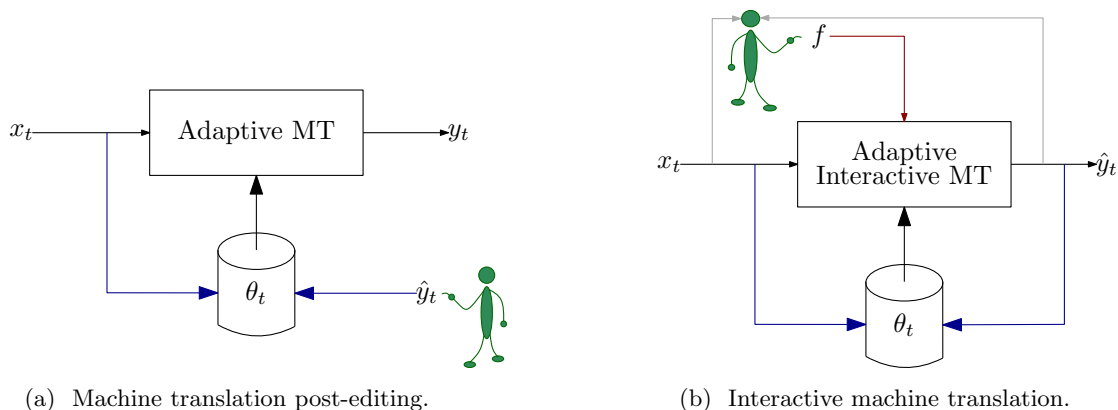 x_t
Adaptive MT
y_t
θ_t
ŷ_t
(a) Machine translation post-editing.
f
x_t
Adaptive
Interactive MT
ŷ_t
θ_t
(b) Interactive machine translation.